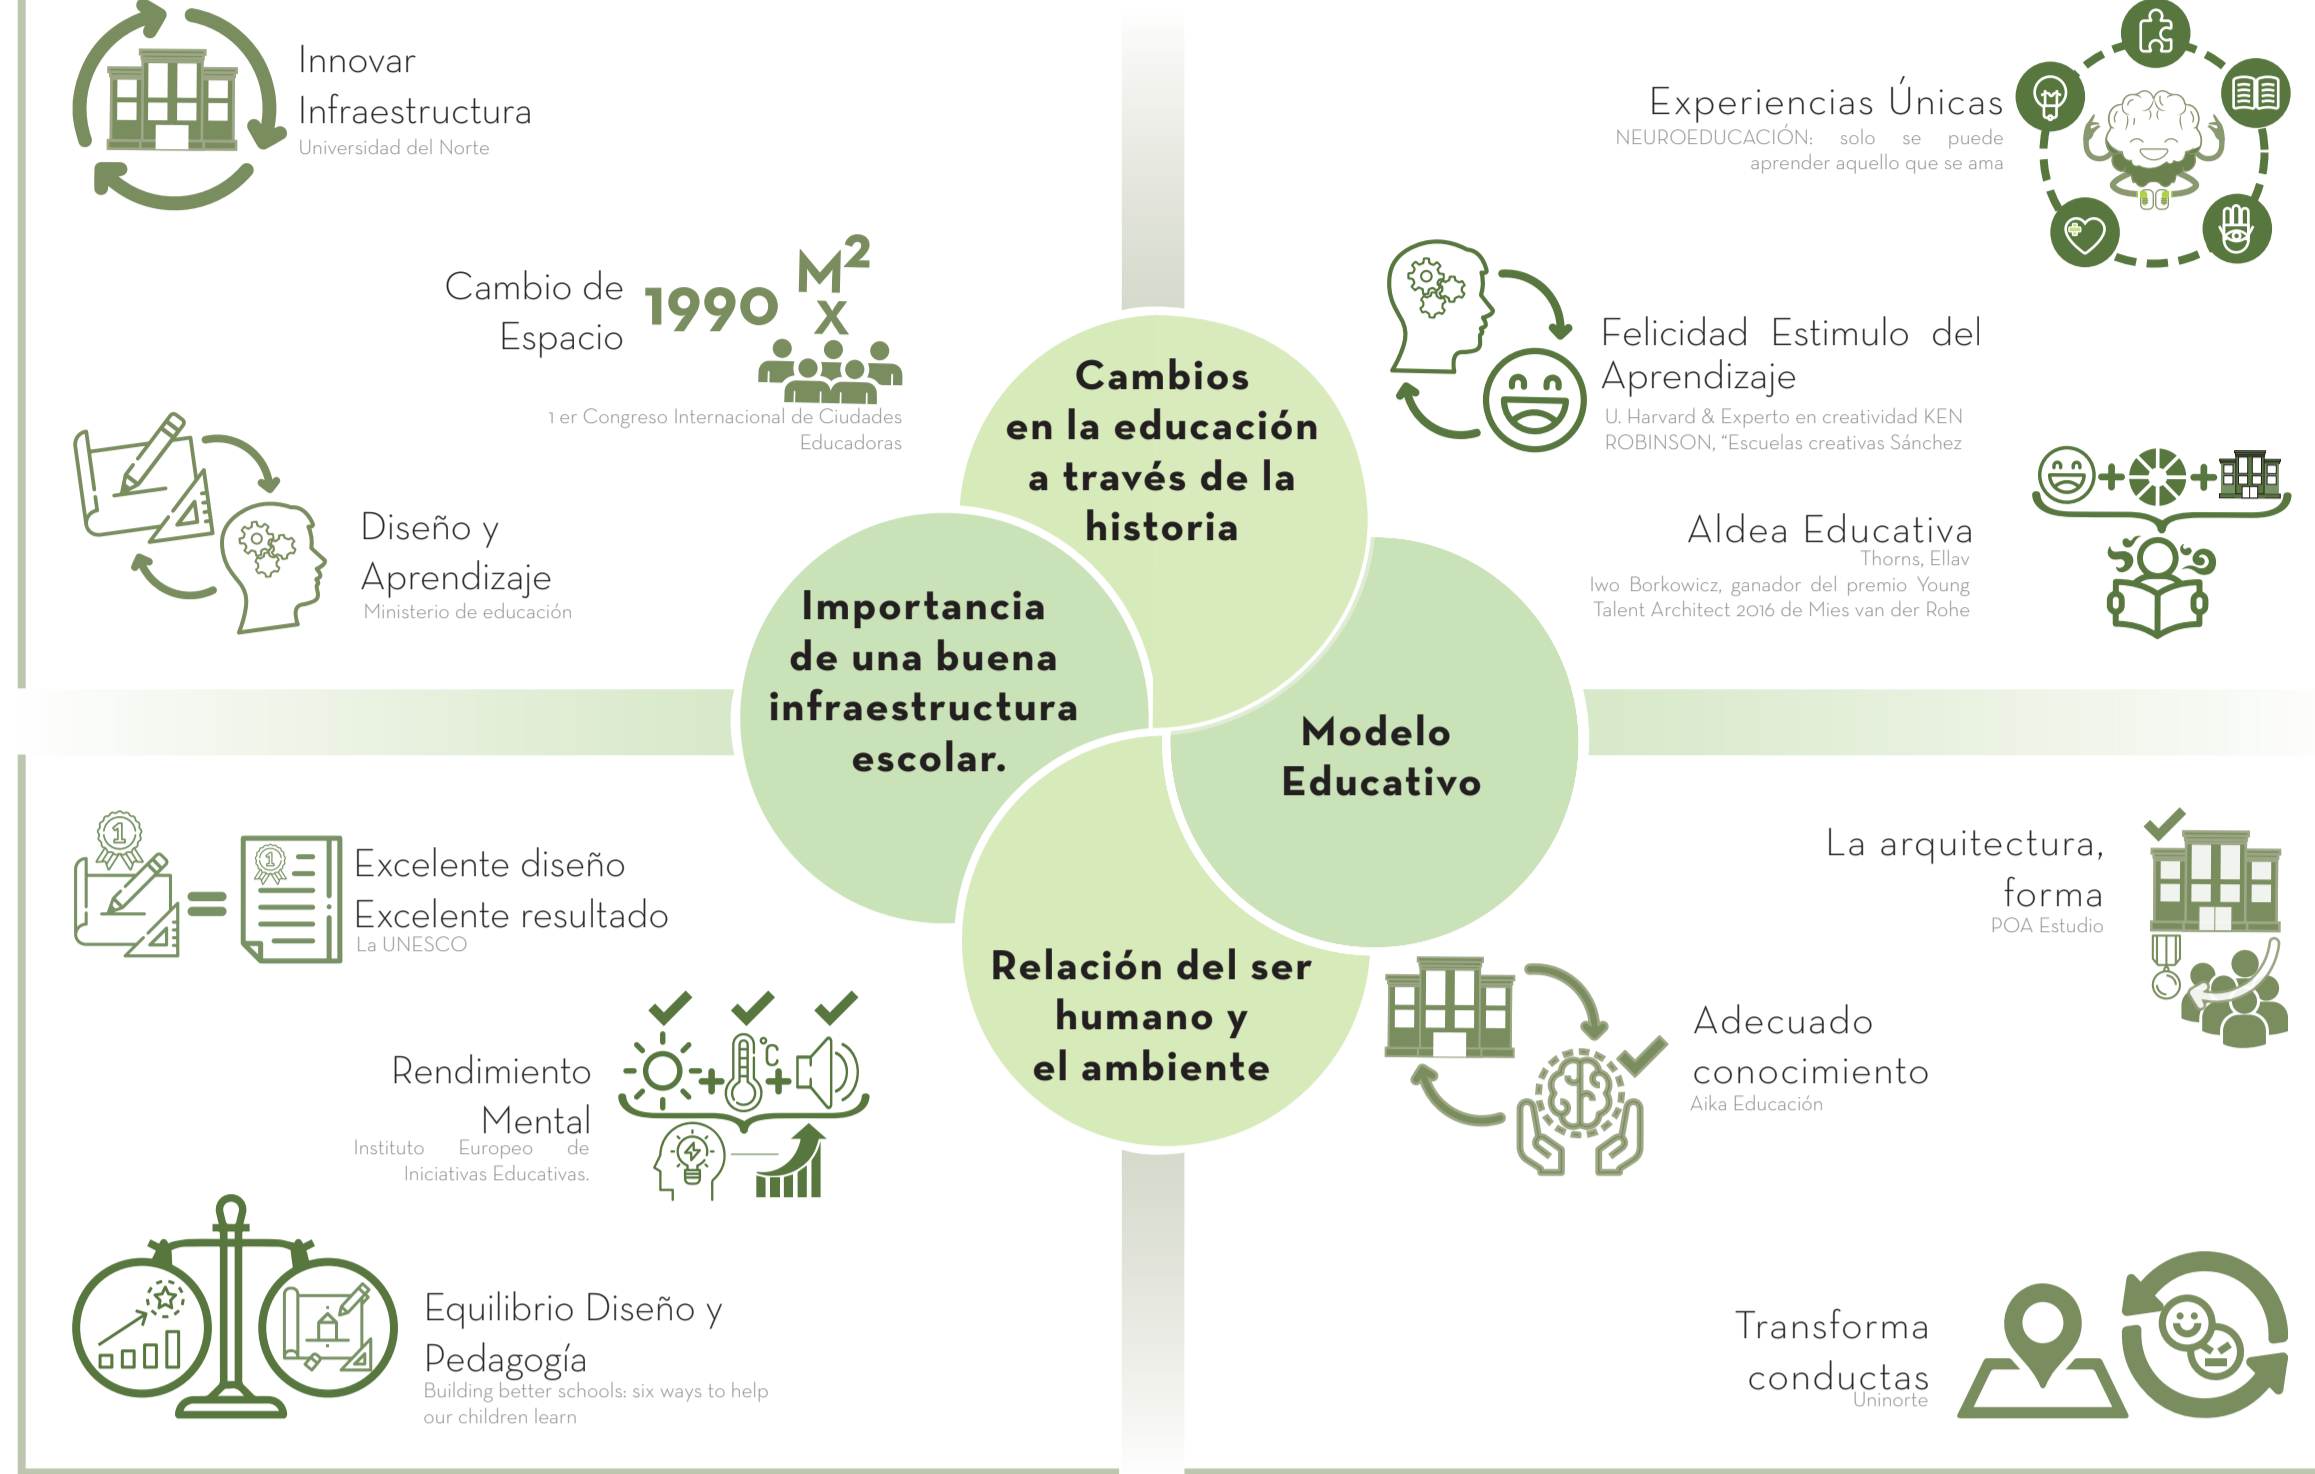 Innovar
Infraestructura
Universidad del Norte
Cambio de
Espacio
1990
M²
X
1 er Congreso Internacional de Ciudades
Educadoras
Diseño y
Aprendizaje
Ministerio de educación
Experiencias Únicas
NEUROEDUCACIÓN: solo se puede
aprender aquello que se ama
Felicidad Estimulo del
Aprendizaje
U. Harvard & Experto en creatividad KEN
ROBINSON, “Escuelas creativas Sánchez
Aldea Educativa
Thorns, Ellav
Iwo Borkowicz, ganador del premio Young
Talent Architect 2016 de Mies van der Rohe
Cambios
en la educación
a través de la
historia
Importancia
de una buena
infraestructura
escolar.
Modelo
Educativo
Relación del ser
humano y
el ambiente
1
1
=
Excelente diseño
Excelente resultado
La UNESCO
Rendimiento
Mental
Instituto Europeo de
Iniciativas Educativas.
°C
Equilibrio Diseño y
Pedagogía
Building better schools: six ways to help
our children learn
La arquitectura,
forma
POA Estudio
Adecuado
conocimiento
Aika Educación
Transforma
conductas
Uninorte